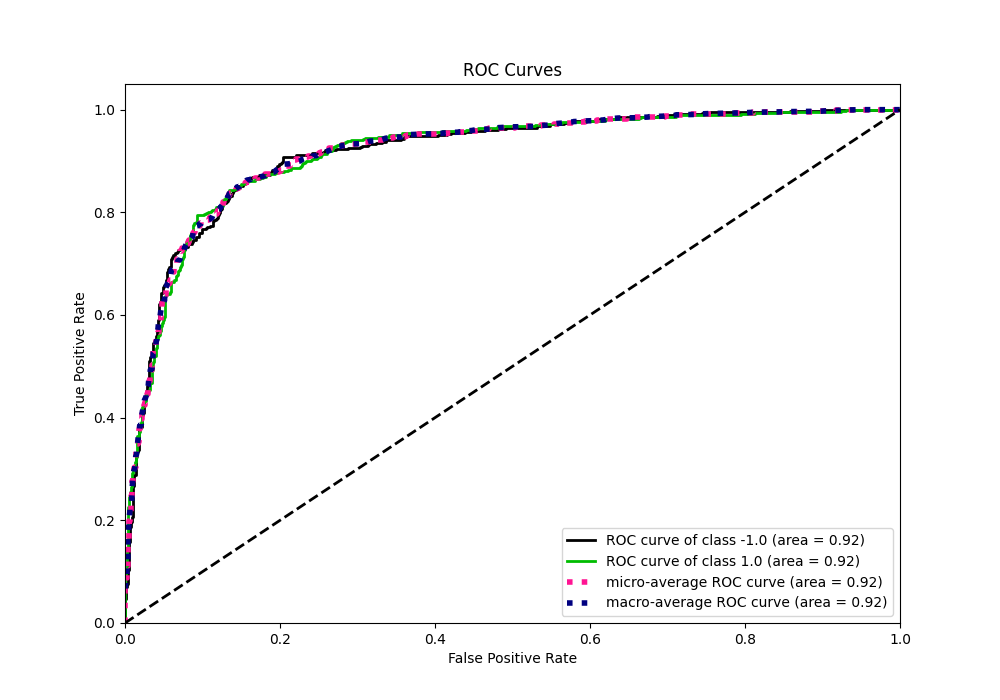 ROC Curves
True Positive Rate
1.0
0.8
0.6
0.4
0.2
0.0
0.0 0.2 0.4 0.6 0.8 1.0
False Positive Rate
ROC curve of class -1.0 (area = 0.92)
ROC curve of class 1.0 (area = 0.92)
micro-average ROC curve (area = 0.92)
macro-average ROC curve (area = 0.92)